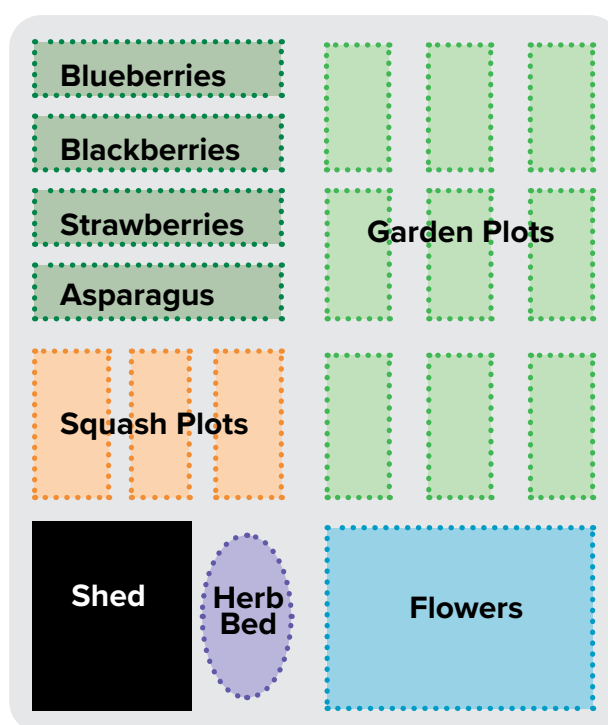 Blueberries
Blackberries
Strawberries
Asparagus
Garden Plots
Squash Plots
Shed
Herb
Bed
Flowers